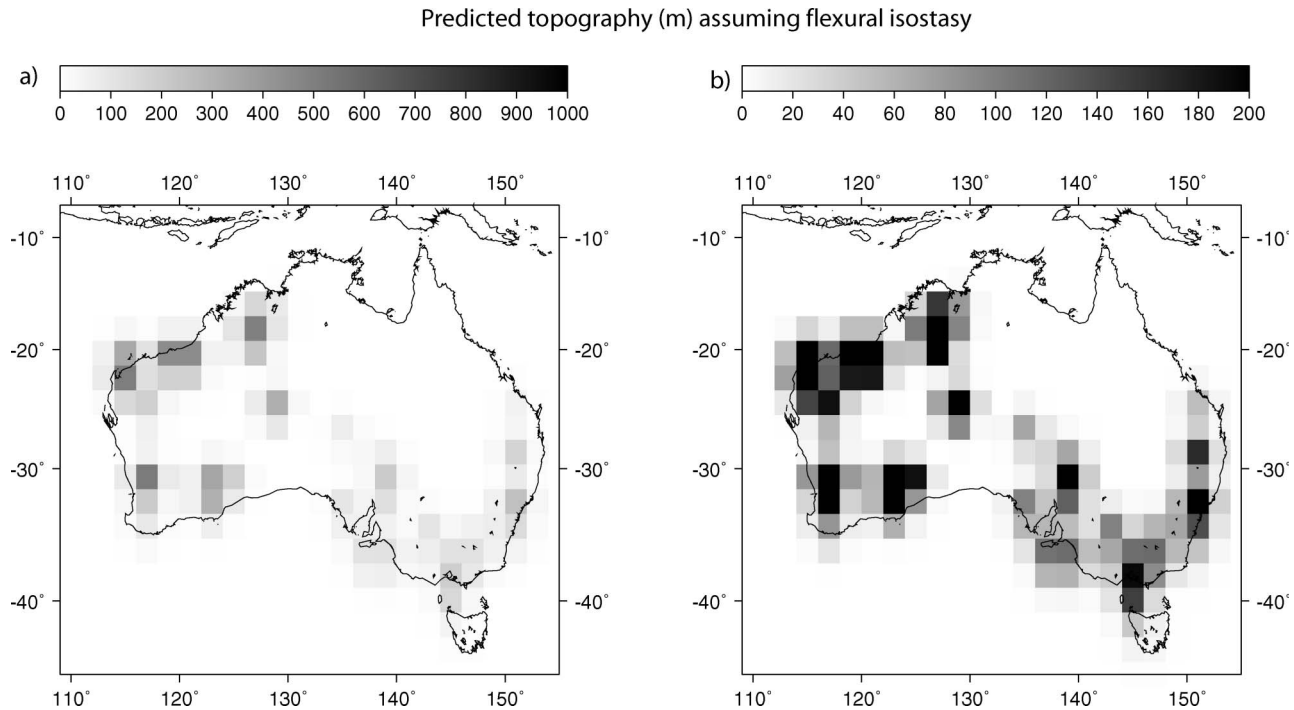 Predicted topography (m) assuming flexural isostasy
a)
0 100 200 300 400 500 600 700 800 900 1000
110° 120° 130° 140° 150°
-10°
-20°
-30°
-40°
110° 120° 130° 140° 150°
b)
0 20 40 60 80 100 120 140 160 180 200
110° 120° 130° 140° 150°
-10° -10°
-20° -20°
-30° -30°
-40° -40°
110° 120° 130° 140° 150°